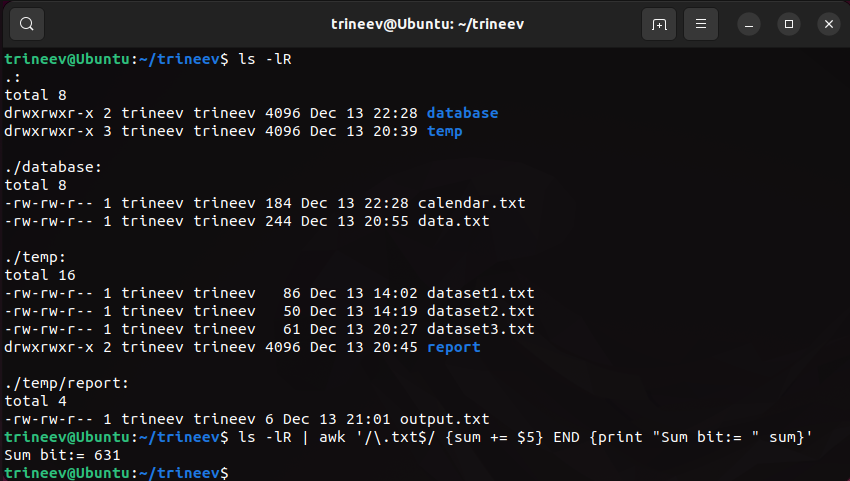 trineev@Ubuntu: ~/trineev
trineev@Ubuntu:~/trineev$ ls -lR
.:
total 8
drwxrwxr-x 2 trineev trineev 4096 Dec 13 22:28 database
drwxrwxr-x 3 trineev trineev 4096 Dec 13 20:39 temp

./database:
total 8
-rw-rw-r-- 1 trineev trineev 184 Dec 13 22:28 calendar.txt
-rw-rw-r-- 1 trineev trineev 244 Dec 13 20:55 data.txt

./temp:
total 16
-rw-rw-r-- 1 trineev trineev   86 Dec 13 14:02 dataset1.txt
-rw-rw-r-- 1 trineev trineev   50 Dec 13 14:19 dataset2.txt
-rw-rw-r-- 1 trineev trineev   61 Dec 13 20:27 dataset3.txt
drwxrwxr-x 2 trineev trineev 4096 Dec 13 20:45 report

./temp/report:
total 4
-rw-rw-r-- 1 trineev trineev 6 Dec 13 21:01 output.txt
trineev@Ubuntu:~/trineev$ ls -lR | awk '/\.txt$/ {sum += $5} END {print "Sum bit:= " sum}'
Sum bit:= 631
trineev@Ubuntu:~/trineev$